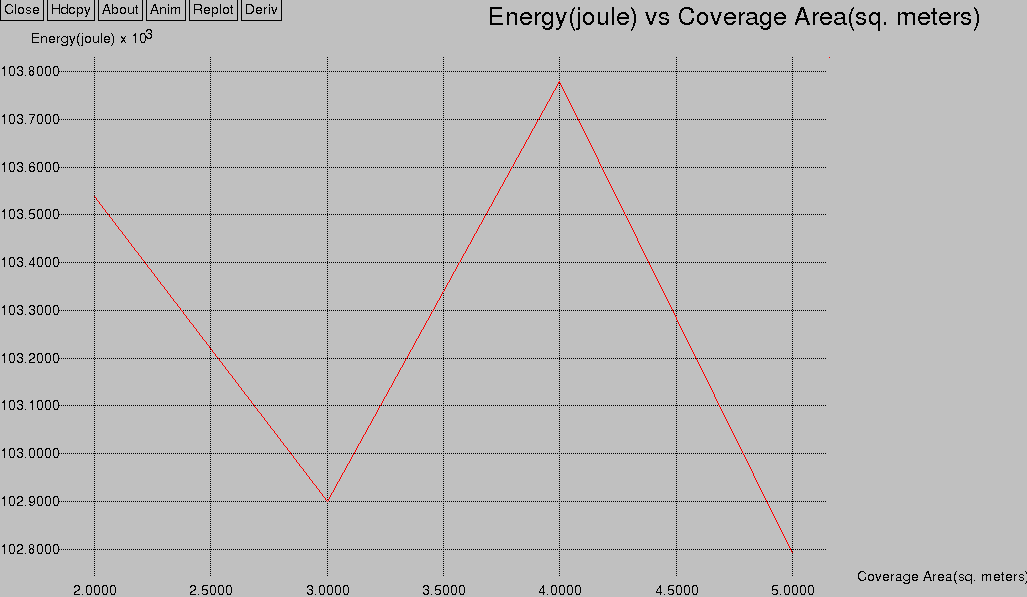 Close Hdcpy About Anim Replot Deriv
Energy(joule) vs Coverage Area(sq. meters)
Energy(joule) x 10³
103.8000
103.7000
103.6000
103.5000
103.4000
103.3000
103.2000
103.1000
103.0000
102.9000
102.8000
Coverage Area(sq. meters)
2.0000 2.5000 3.0000 3.5000 4.0000 4.5000 5.0000